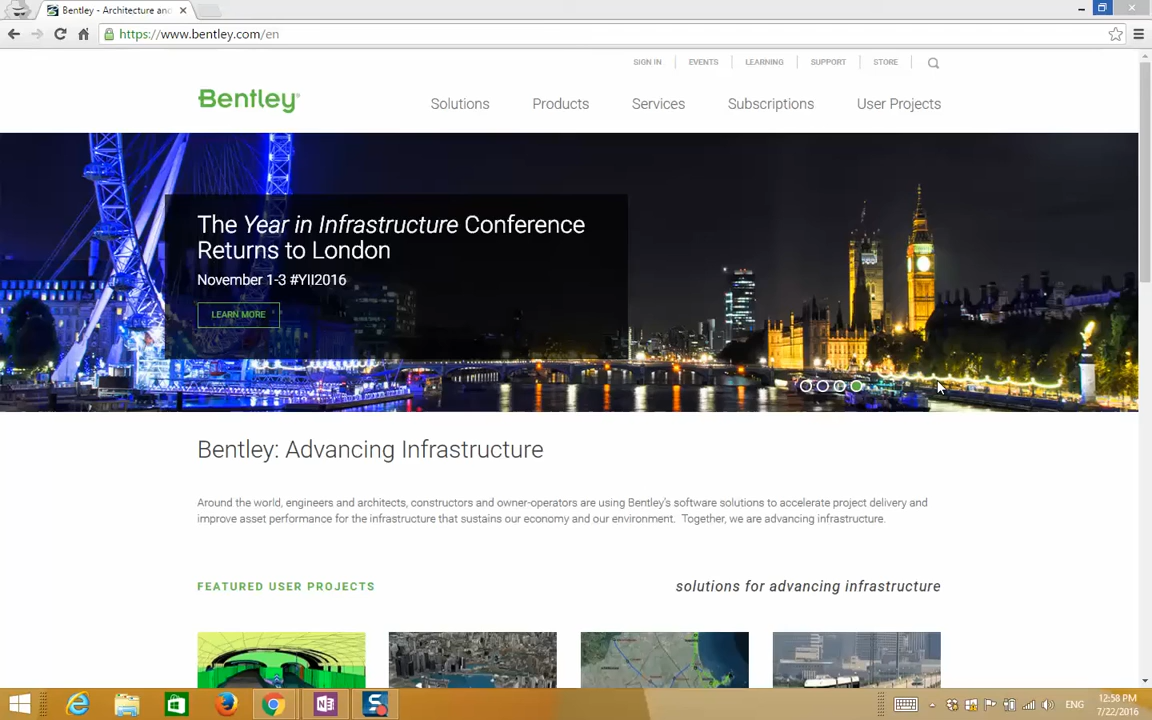 Bentley - Architecture and
https://www.bentley.com/en
SIGN IN EVENTS LEARNING SUPPORT STORE
Bentley®
Solutions Products Services Subscriptions User Projects
The Year in Infrastructure Conference
Returns to London
November 1-3 #YII2016
LEARN MORE
Bentley: Advancing Infrastructure
Around the world, engineers and architects, constructors and owner-operators are using Bentley's software solutions to accelerate project delivery and
improve asset performance for the infrastructure that sustains our economy and our environment. Together, we are advancing infrastructure.
FEATURED USER PROJECTS
solutions for advancing infrastructure
ENG
12:58 PM
7/22/2016